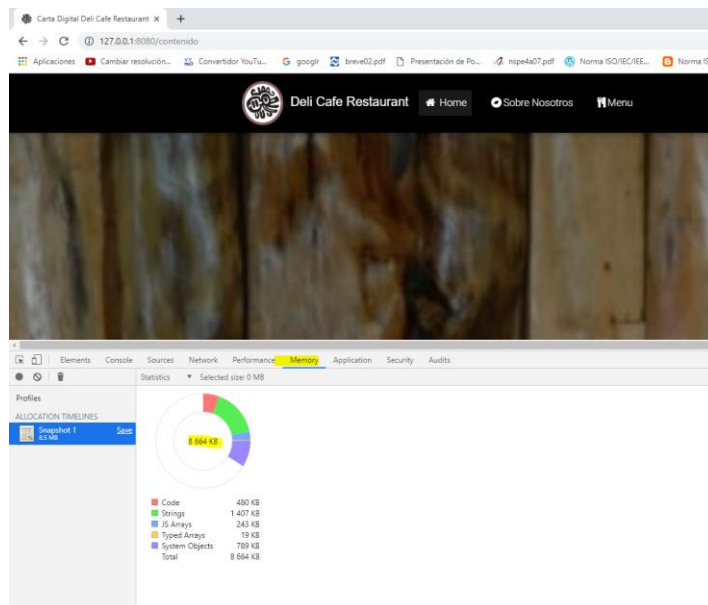 Carta Digital Deli Cafe Restaurant
127.0.0.1:8080/contenido
Aplicaciones Cambiar resolución... Convertidor YouTu... googlr breve02.pdf Presentación de Po... nspe4a07.pdf Norma ISO/IEC/IEE... Norma IS
Deli Cafe Restaurant Home Sobre Nosotros Menu
Elements Console Sources Network Performance Memory Application Security Audits
Statistics ▼ Selected size: 0 MB
Profiles
ALLOCATION TIMELINES
Snapshot 1 Save
8.5 MB
8 664 KB
Code 480 KB
Strings 1 407 KB
JS Arrays 243 KB
Typed Arrays 19 KB
System Objects 789 KB
Total 8 664 KB